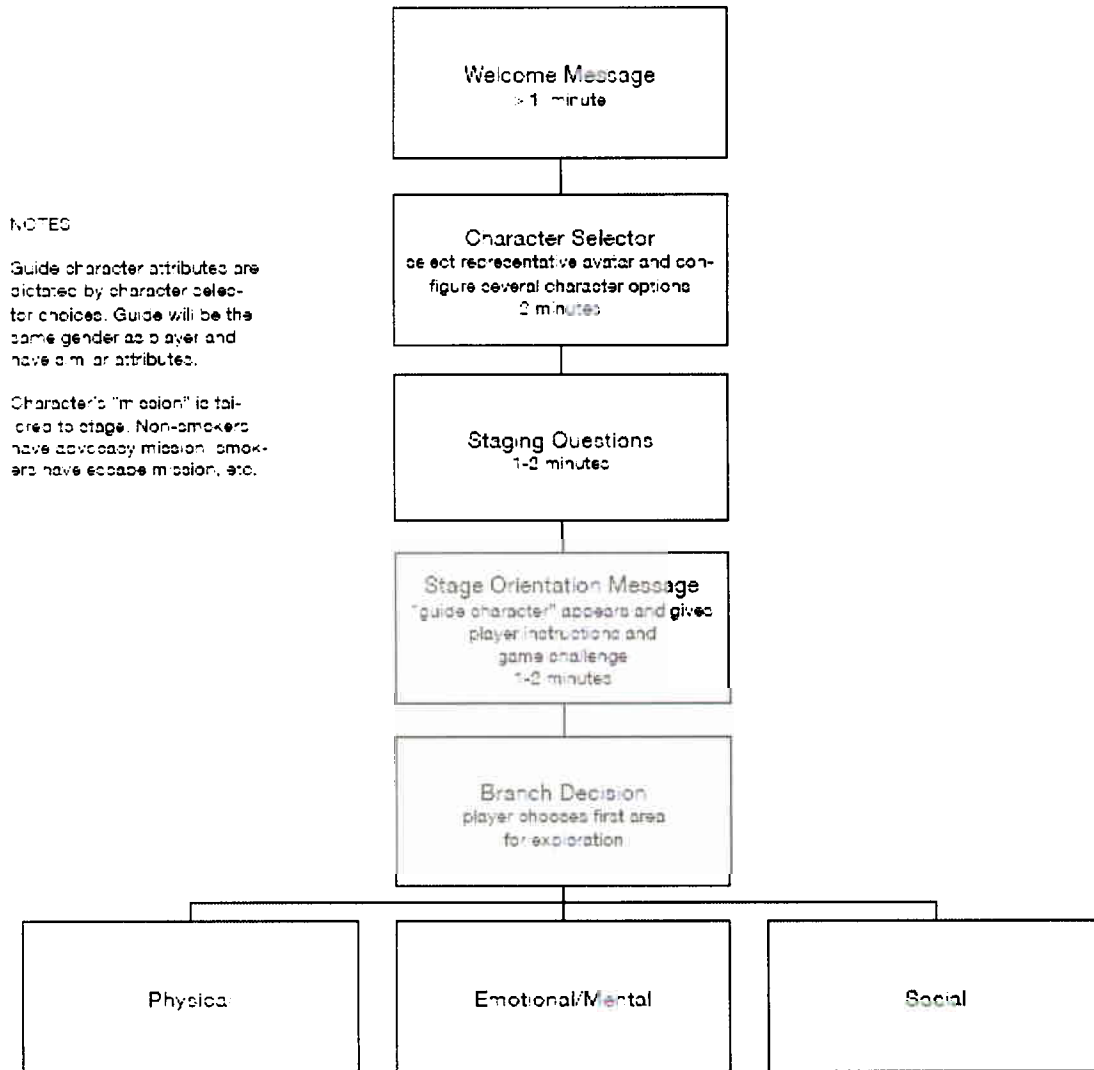 Welcome Message
> 1 minute
NOTES
Guide character attributes are
dictated by character selec-
tor choices. Guide will be the
same gender as player and
have similar attributes.
Character's "mission" is tai-
lored to stage. Non-smokers
have advocacy mission, smok-
ers have escape mission, etc.
Character Selector
select representative avatar and con-
figure several character options
2 minutes
Staging Questions
1-2 minutes
Stage Orientation Message
"guide character" appears and gives
player instructions and
game challenge
1-2 minutes
Branch Decision
player chooses first area
for exploration
Physical
Emotional/Mental
Social